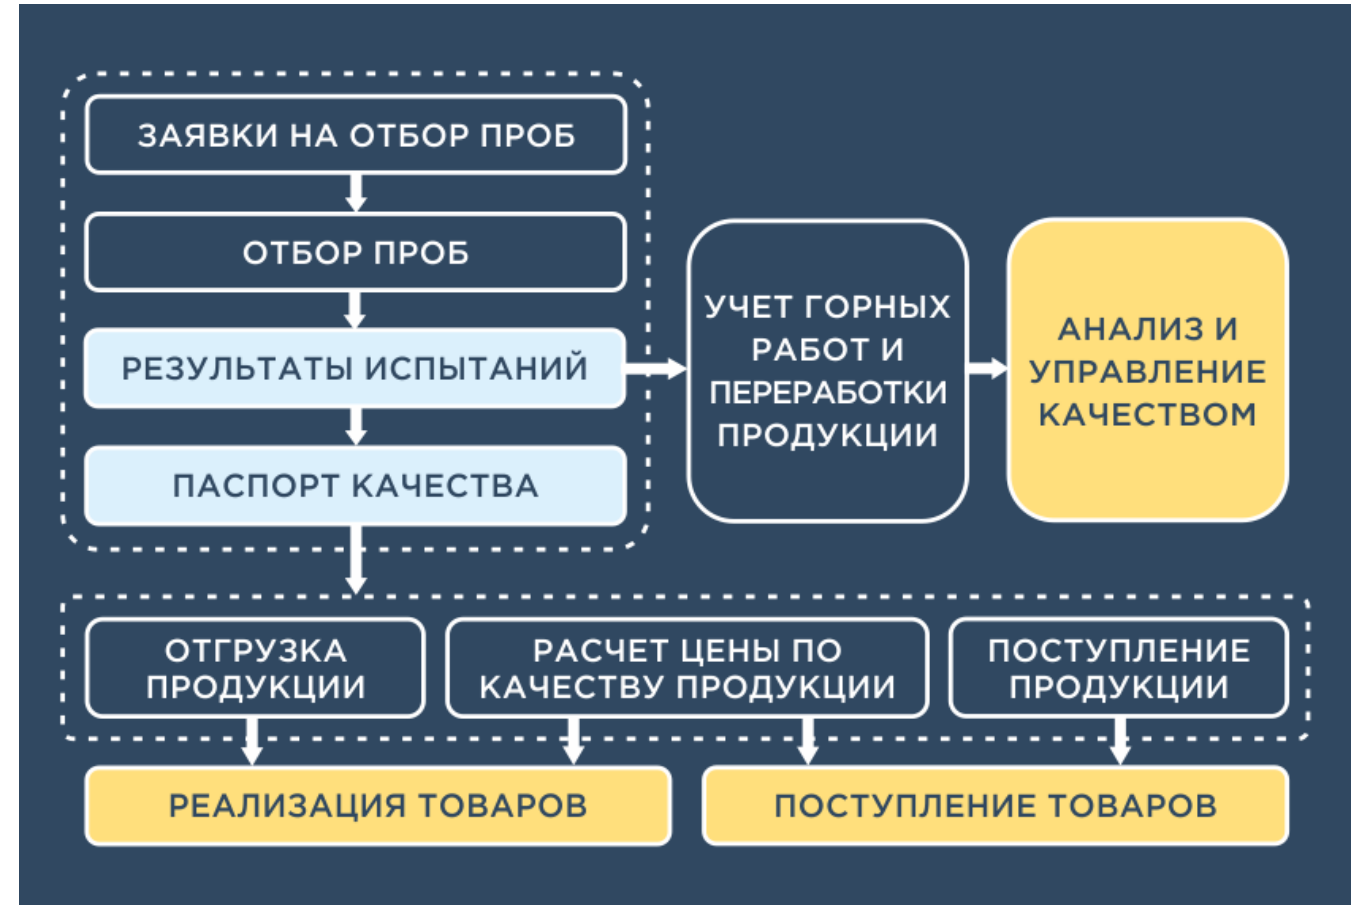 ЗАЯВКИ НА ОТБОР ПРОБ
ОТБОР ПРОБ
РЕЗУЛЬТАТЫ ИСПЫТАНИЙ
ПАСПОРТ КАЧЕСТВА
УЧЕТ ГОРНЫХ
РАБОТ И
ПЕРЕРАБОТКИ
ПРОДУКЦИИ
АНАЛИЗ И
УПРАВЛЕНИЕ
КАЧЕСТВОМ
ОТГРУЗКА
ПРОДУКЦИИ
РАСЧЕТ ЦЕНЫ ПО
КАЧЕСТВУ ПРОДУКЦИИ
ПОСТУПЛЕНИЕ
ПРОДУКЦИИ
РЕАЛИЗАЦИЯ ТОВАРОВ
ПОСТУПЛЕНИЕ ТОВАРОВ